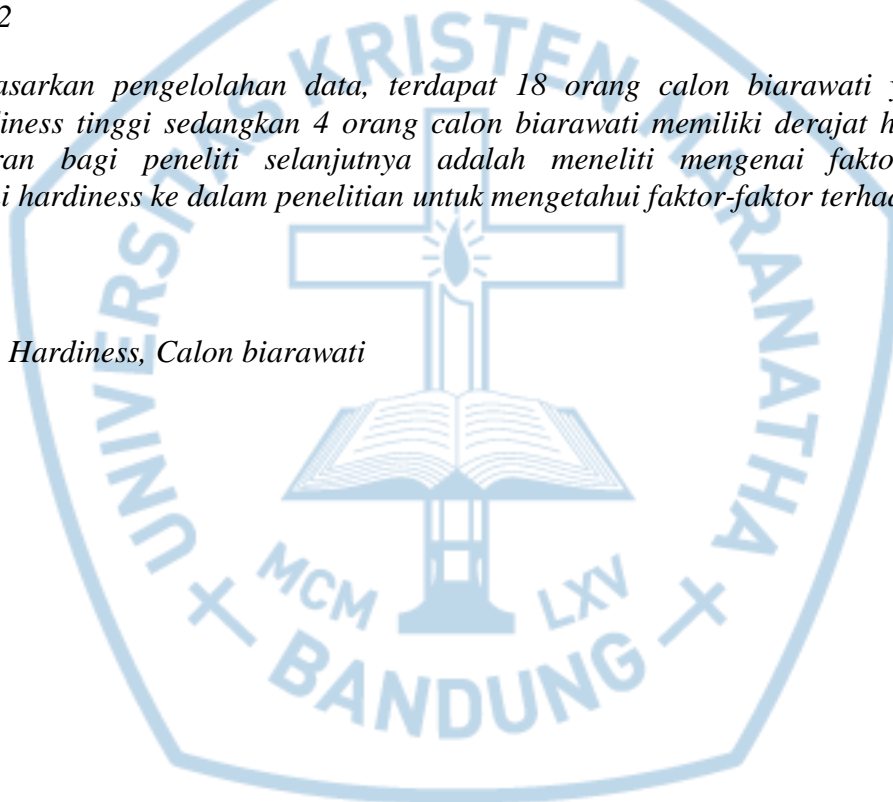 2
asarkan pengelolahan data, terdapat 18 orang calon biarawati y
diness tinggi sedangkan 4 orang calon biarawati memiliki derajat h
ran bagi peneliti selanjutnya adalah meneliti mengenai fakto
i hardiness ke dalam penelitian untuk mengetahui faktor-faktor terhada
Hardiness, Calon biarawati
UNIVERSITAS KRISTEN MARANATHA
MCM LXV
BANDUNG